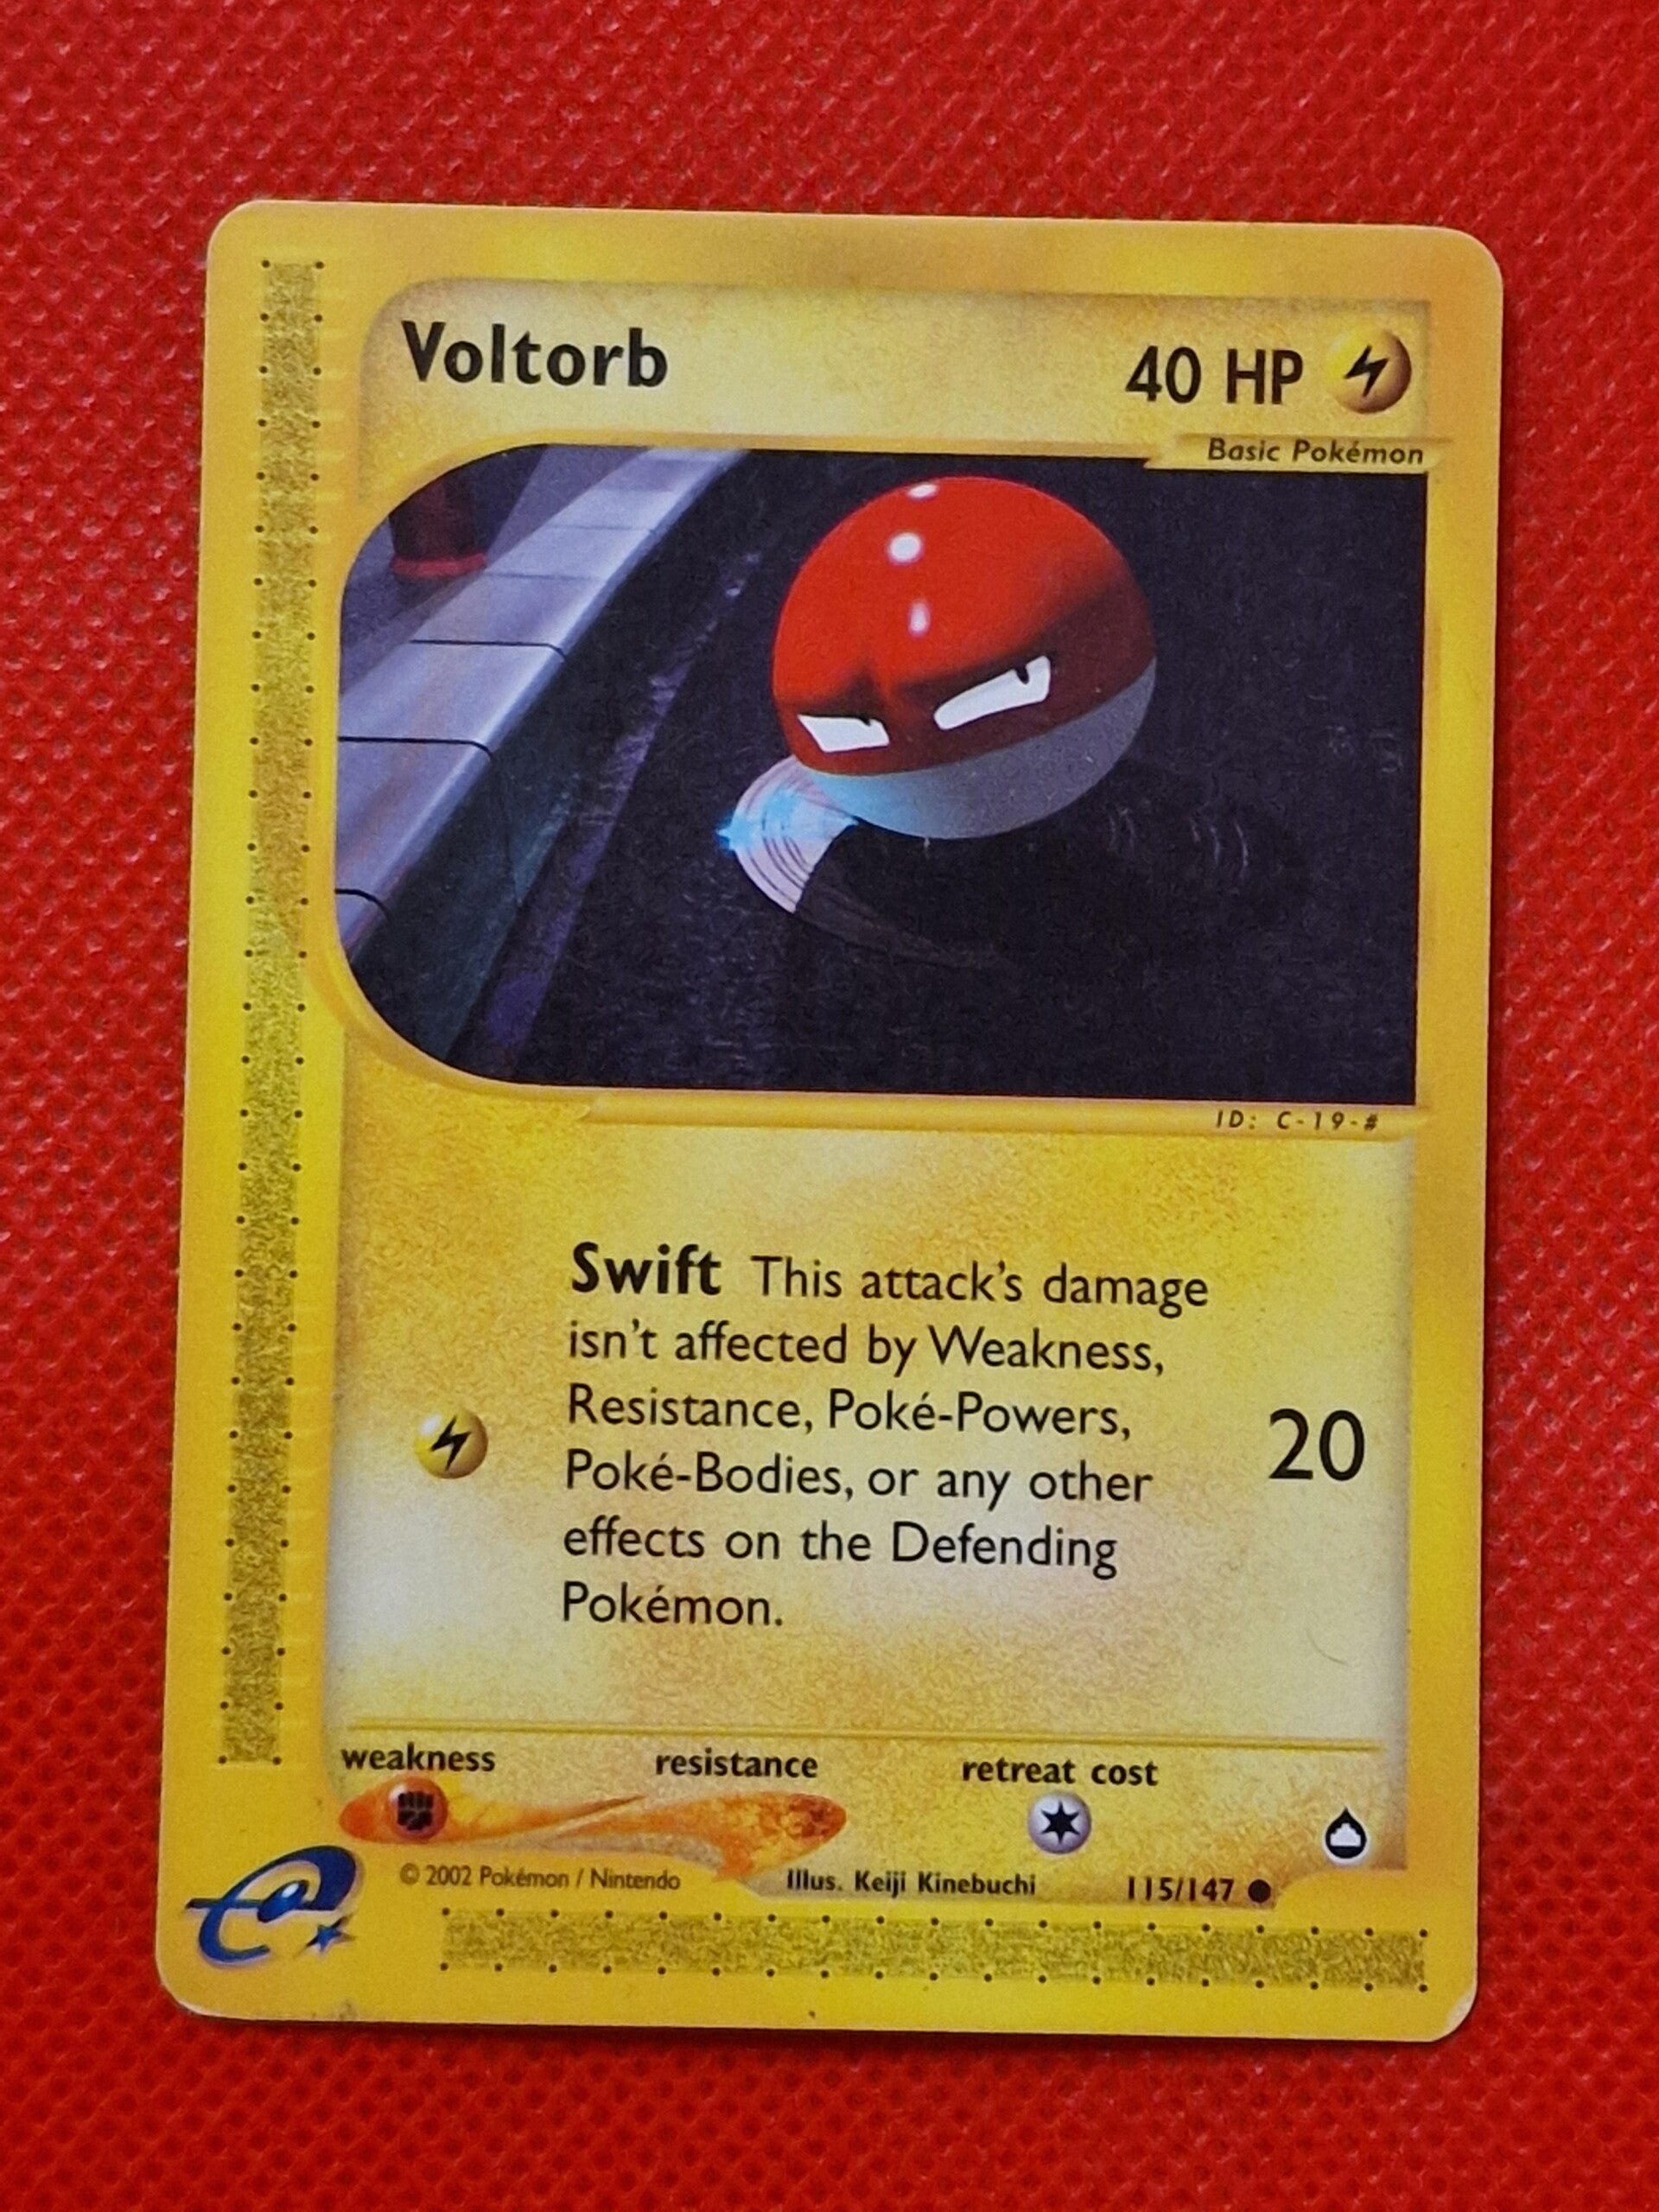 Voltorb
40 HP
Basic Pokémon
ID: C-19-#
Swift This attack's damage
isn't affected by Weakness,
Resistance, Poké-Powers,
Poké-Bodies, or any other
effects on the Defending
Pokémon.
20
weakness resistance retreat cost
© 2002 Pokémon / Nintendo Illus. Keiji Kinebuchi 115/147 ●
e